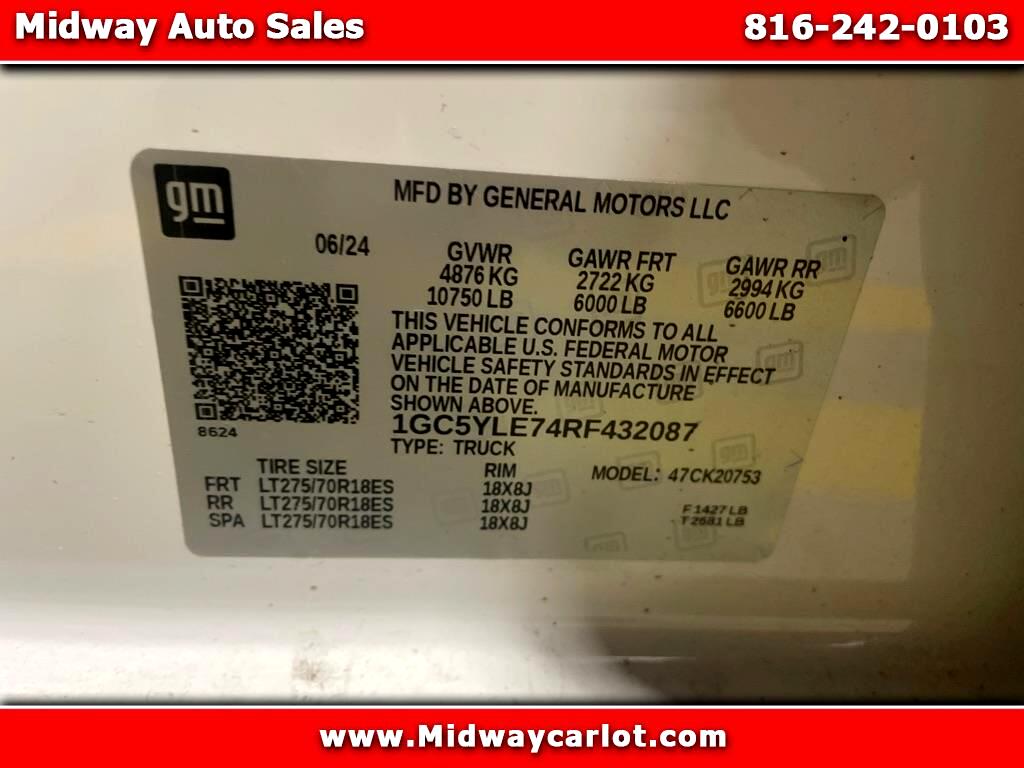 Midway Auto Sales 816-242-0103
gm
MFD BY GENERAL MOTORS LLC
06/24 GVWR GAWR FRT GAWR RR
4876 KG 2722 KG 2994 KG
10750 LB 6000 LB 6600 LB
THIS VEHICLE CONFORMS TO ALL
APPLICABLE U.S. FEDERAL MOTOR
VEHICLE SAFETY STANDARDS IN EFFECT
ON THE DATE OF MANUFACTURE
SHOWN ABOVE.
8624
1GC5YLE74RF432087
TYPE: TRUCK
TIRE SIZE RIM MODEL: 47CK20753
FRT LT275/70R18ES 18X8J
RR LT275/70R18ES 18X8J
SPA LT275/70R18ES 18X8J
F 1427 LB
T 2681 LB
www.Midwaycarlot.com